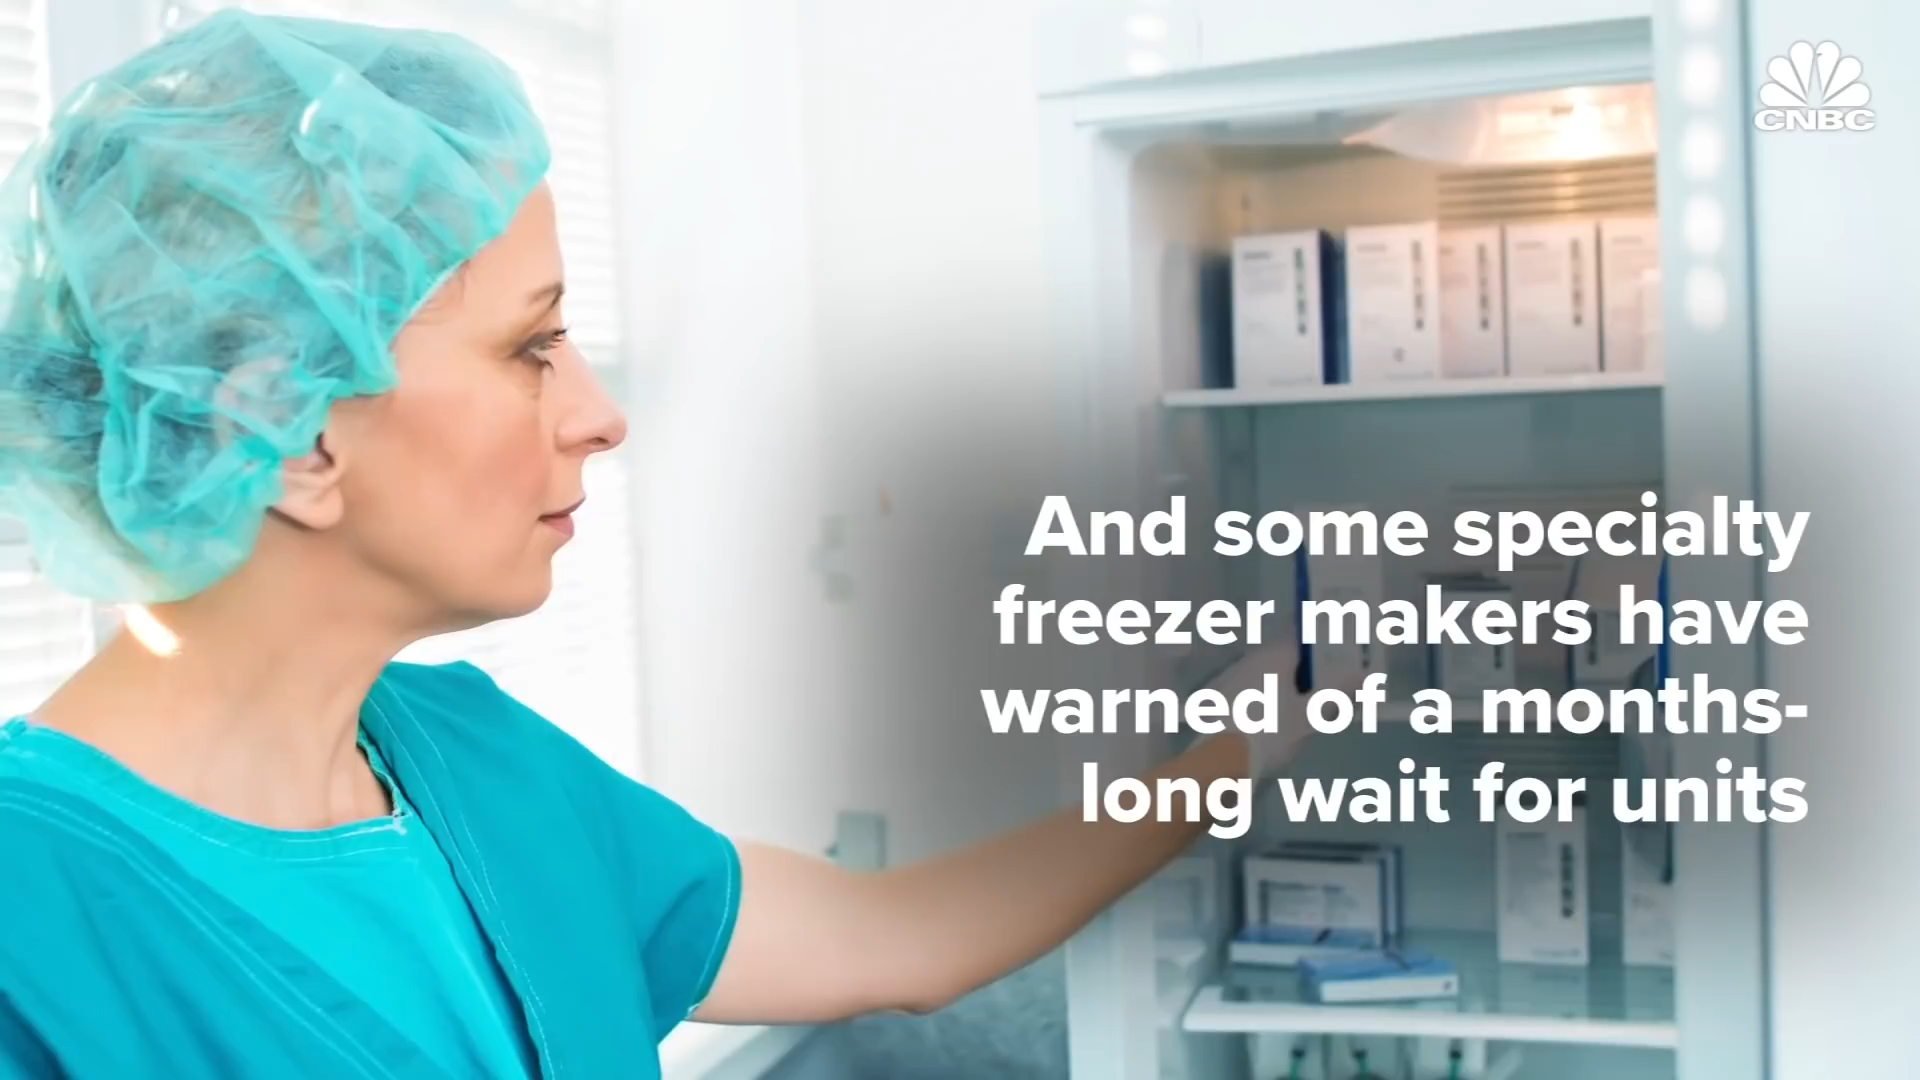 CNBC
And some specialty
freezer makers have
warned of a months-
long wait for units